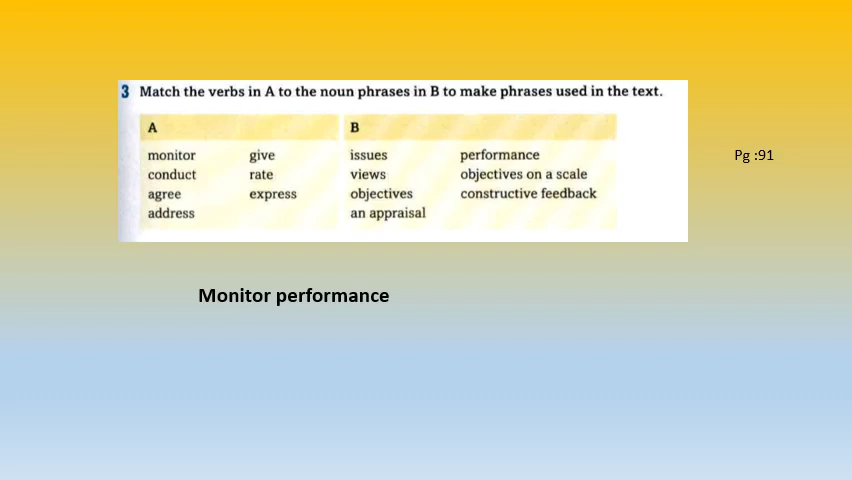 3 Match the verbs in A to the noun phrases in B to make phrases used in the text.
A B
monitor give issues performance
conduct rate views objectives on a scale
agree express objectives constructive feedback
address an appraisal
Pg :91
Monitor performance